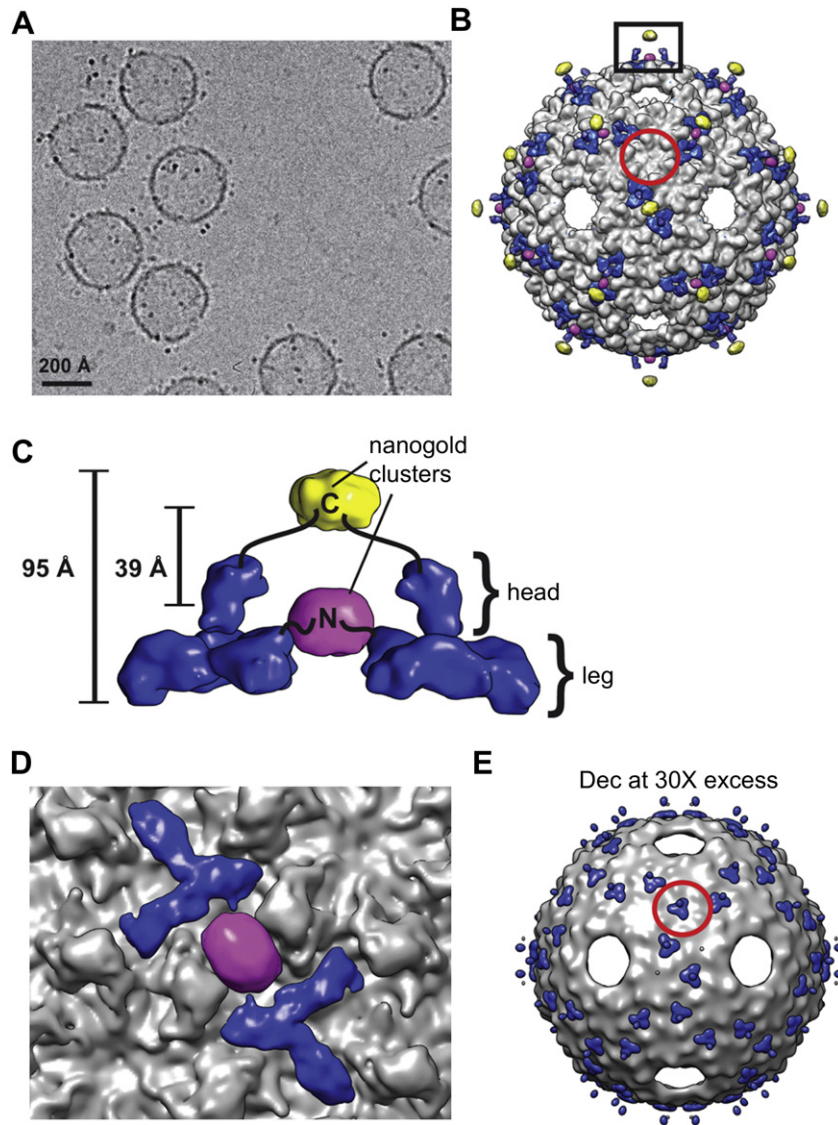 A
200 Å
B
C
nanogold
clusters
C
95 Å
39 Å
N
head
leg
D
E
Dec at 30X excess